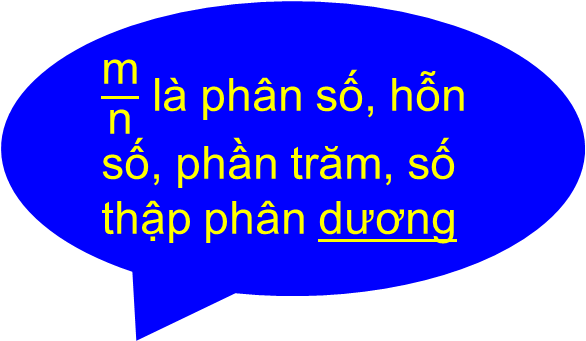 m/n là phân số, hỗn
số, phần trăm, số
thập phân dương